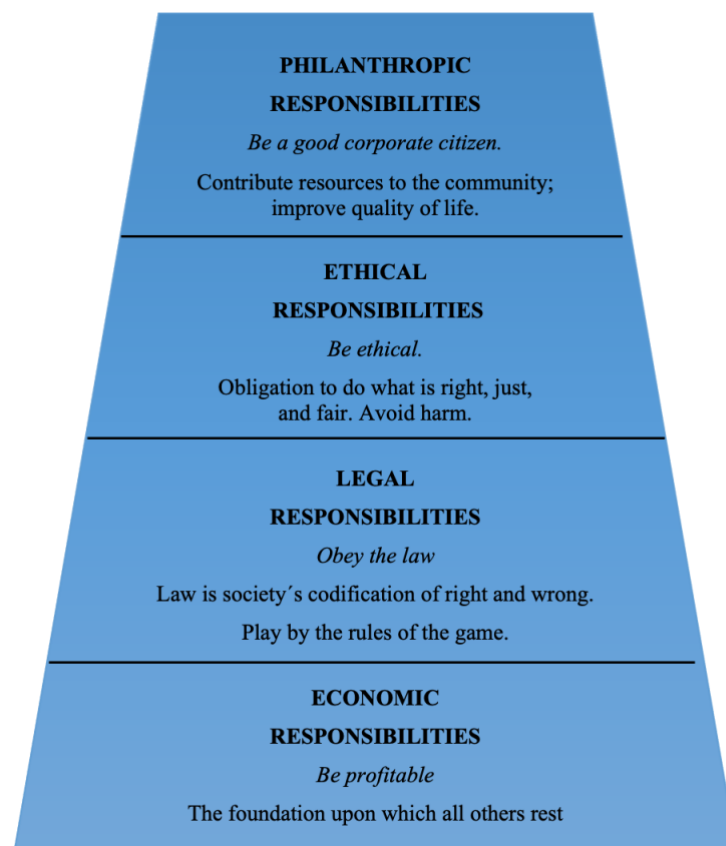 PHILANTHROPIC
RESPONSIBILITIES
Be a good corporate citizen.
Contribute resources to the community;
improve quality of life.
ETHICAL
RESPONSIBILITIES
Be ethical.
Obligation to do what is right, just,
and fair. Avoid harm.
LEGAL
RESPONSIBILITIES
Obey the law
Law is society´s codification of right and wrong.
Play by the rules of the game.
ECONOMIC
RESPONSIBILITIES
Be profitable
The foundation upon which all others rest